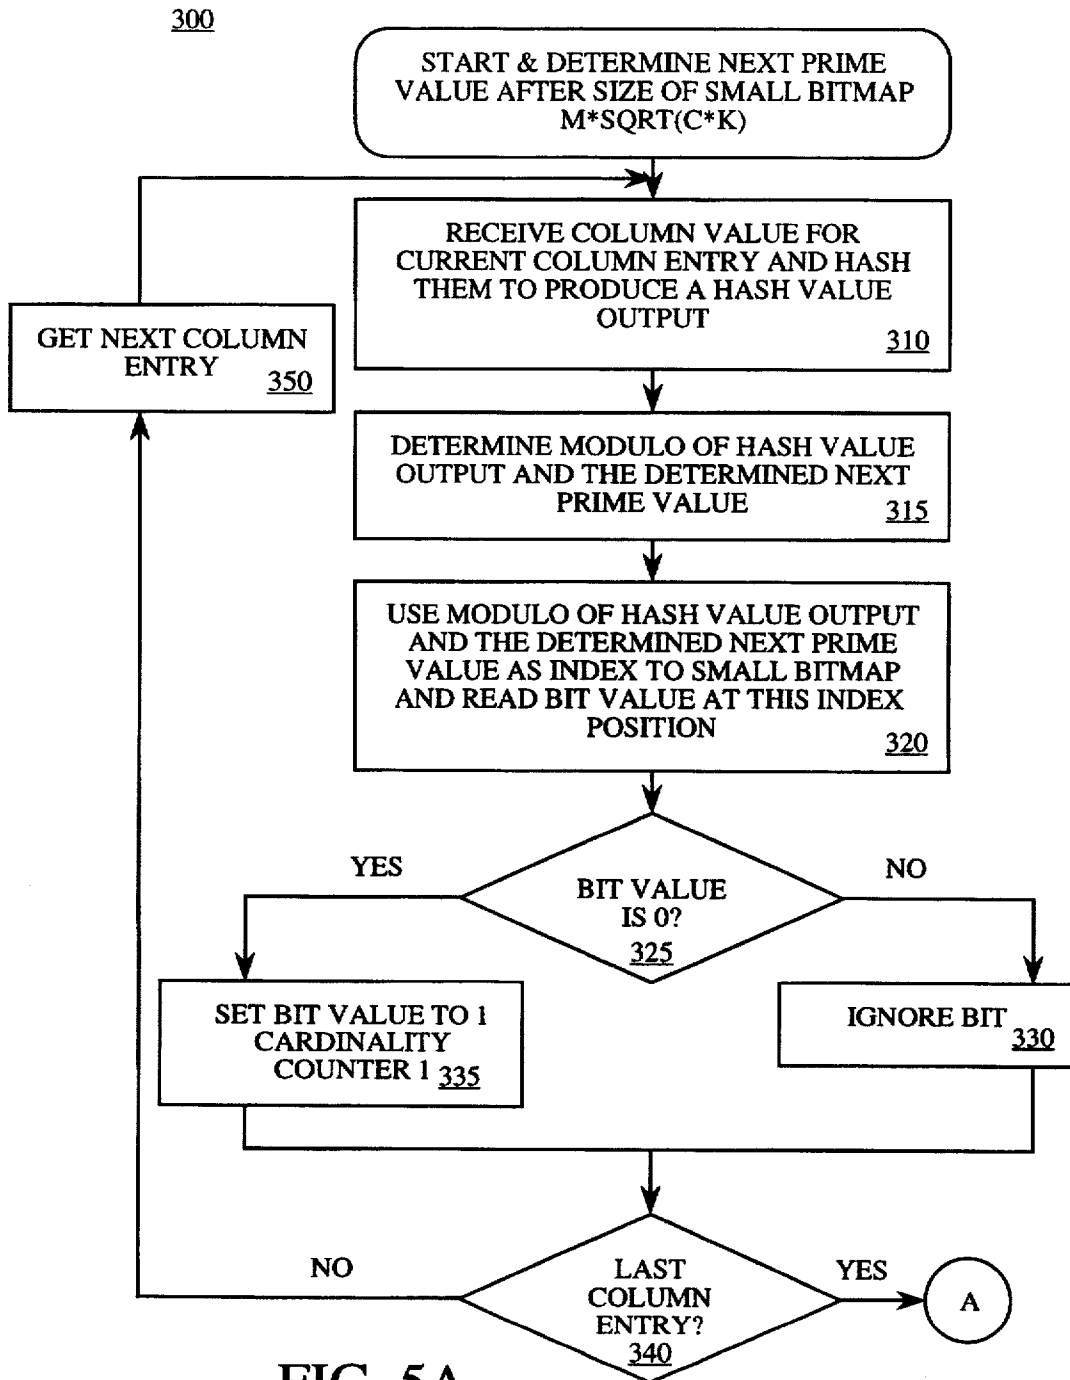 300
START & DETERMINE NEXT PRIME
VALUE AFTER SIZE OF SMALL BITMAP
M*SQRT(C*K)
RECEIVE COLUMN VALUE FOR
CURRENT COLUMN ENTRY AND HASH
THEM TO PRODUCE A HASH VALUE
OUTPUT
310
GET NEXT COLUMN
ENTRY
350
DETERMINE MODULO OF HASH VALUE
OUTPUT AND THE DETERMINED NEXT
PRIME VALUE
315
USE MODULO OF HASH VALUE OUTPUT
AND THE DETERMINED NEXT PRIME
VALUE AS INDEX TO SMALL BITMAP
AND READ BIT VALUE AT THIS INDEX
POSITION
320
YES
NO
BIT VALUE
IS 0?
325
SET BIT VALUE TO 1
CARDINALITY
COUNTER 1
335
IGNORE BIT
330
NO
LAST
COLUMN
ENTRY?
340
YES
A
FIG. 5A